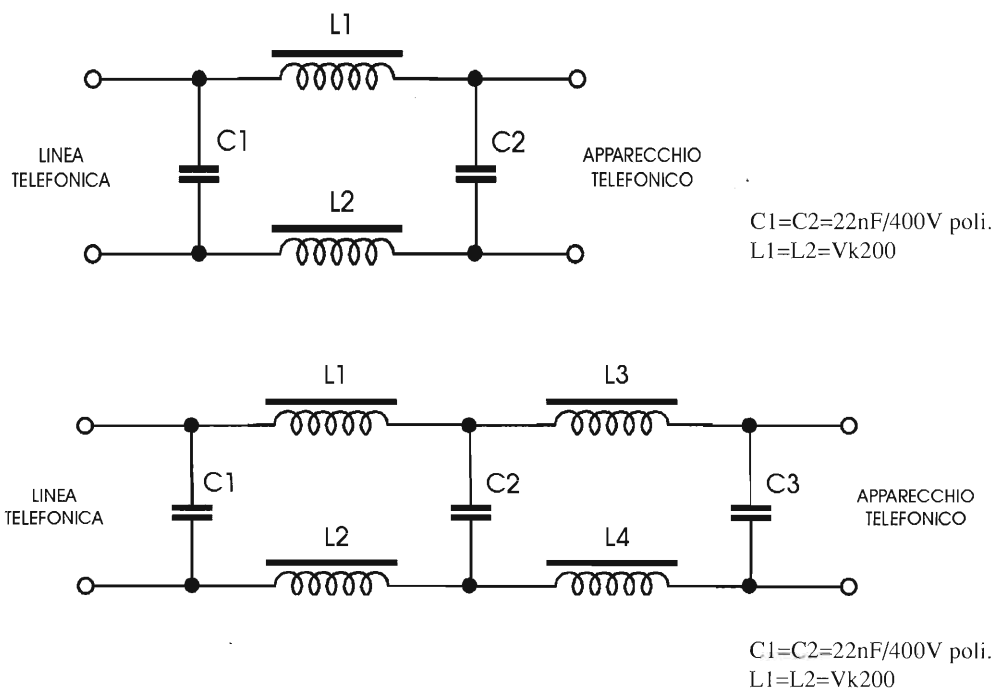 L1
C1
C2
LINEA
TELEFONICA
APPARECCHIO
TELEFONICO
L2
C1=C2=22nF/400V poli.
L1=L2=Vk200
L1
L3
C1
C2
C3
LINEA
TELEFONICA
APPARECCHIO
TELEFONICO
L2
L4
C1=C2=22nF/400V poli.
L1=L2=Vk200